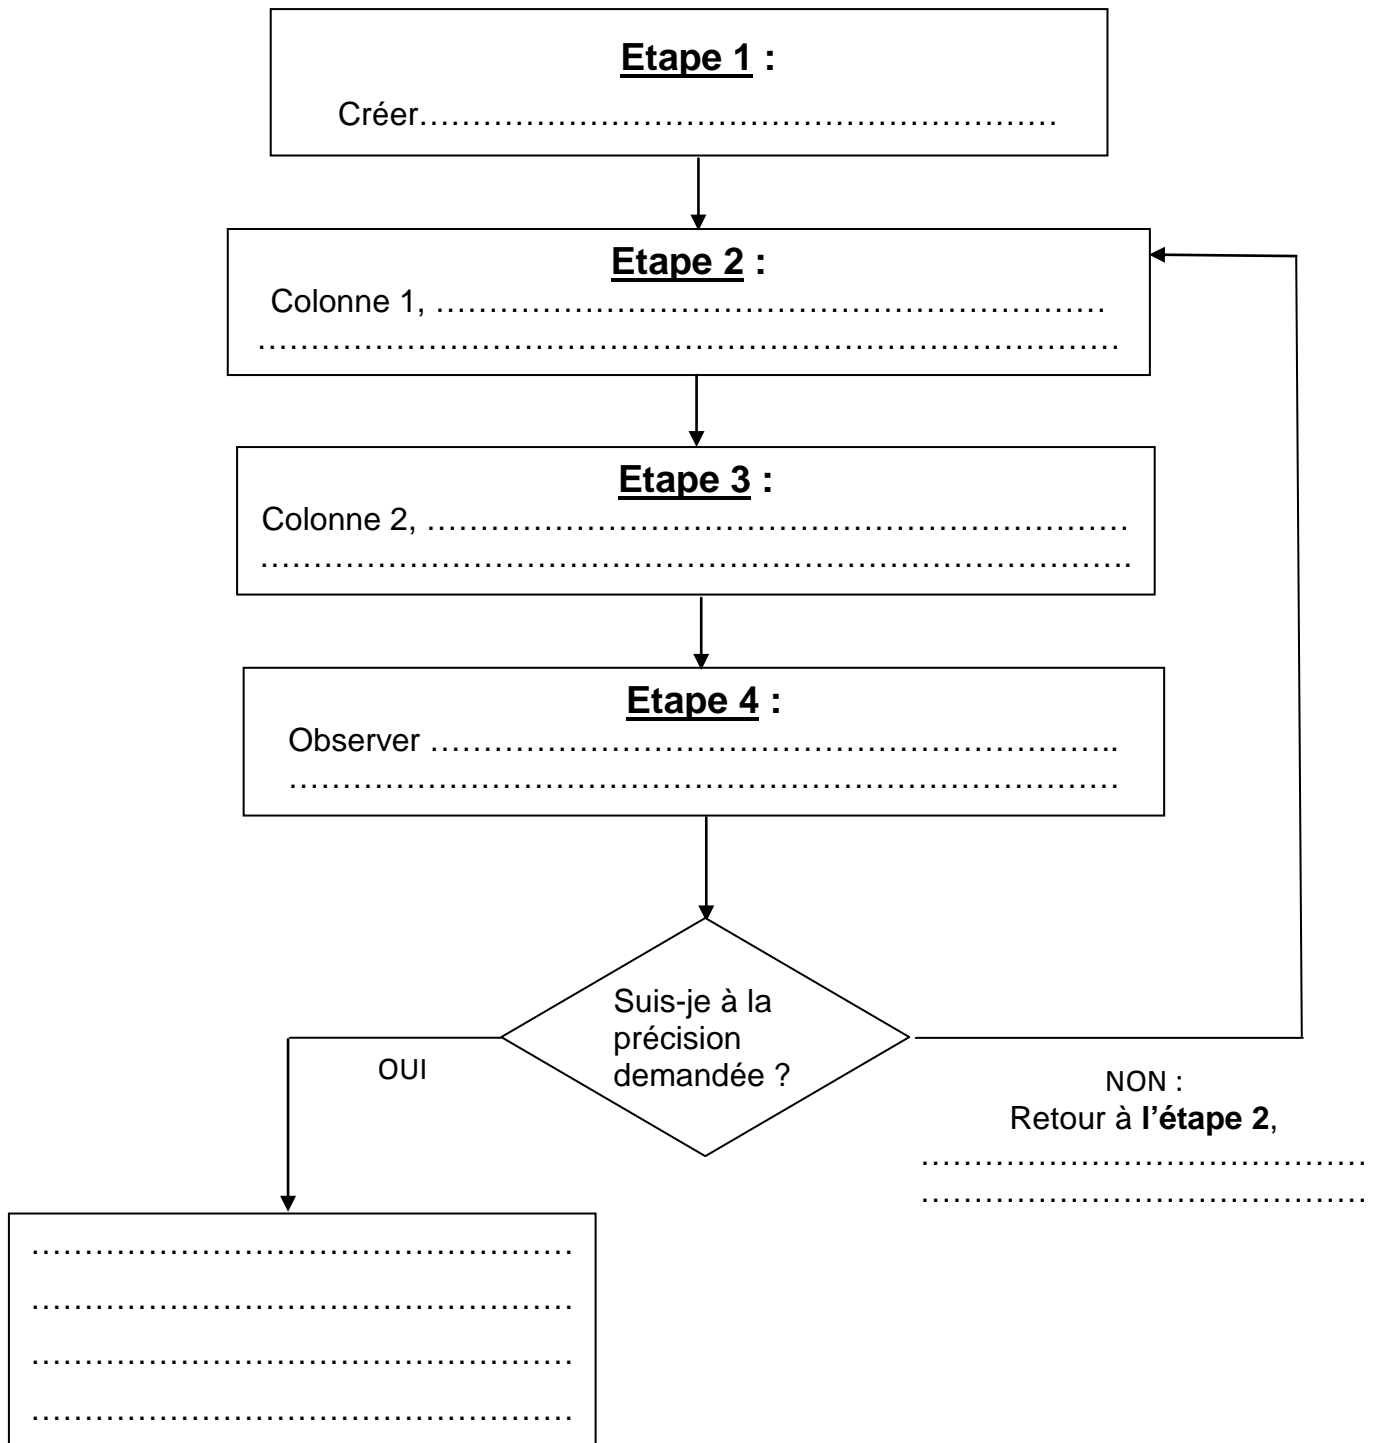 Etape 1 :
Créer…………………………………………………………
Etape 2 :
Colonne 1, ……………………………………………………………
………………………………………………………………………………
Etape 3 :
Colonne 2, ………………………………………………………………
……………………………………………………………………………….
Etape 4 :
Observer ……………………………………………………………..
……………………………………………………………………………
Suis-je à la
précision
demandée ?
OUI
NON :
Retour à l’étape 2,
……………………………………
……………………………………
……………………………………………
……………………………………………
……………………………………………
……………………………………………